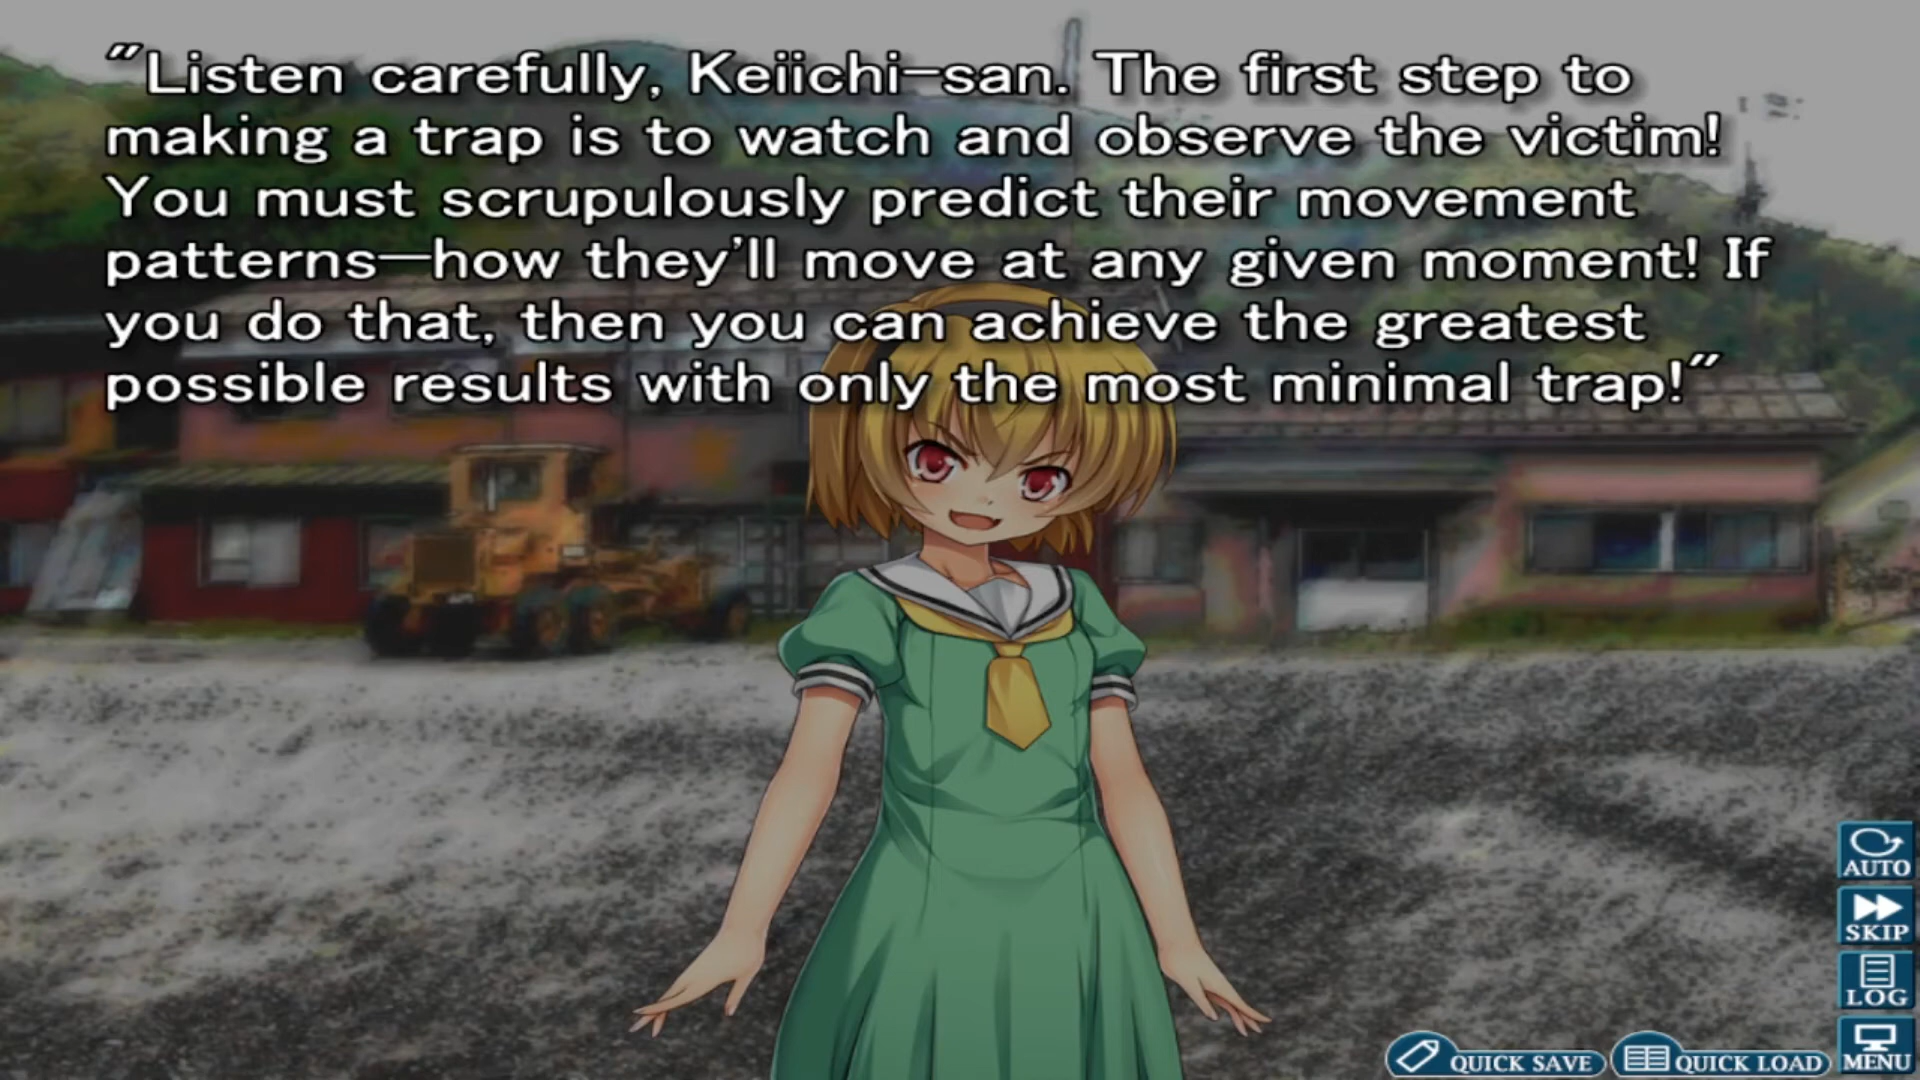 "Listen carefully, Keiichi-san. The first step to
making a trap is to watch and observe the victim!
You must scrupulously predict their movement
patterns—how they'll move at any given moment! If
you do that, then you can achieve the greatest
possible results with only the most minimal trap!"
AUTO
SKIP
LOG
MENU
QUICK SAVE
QUICK LOAD